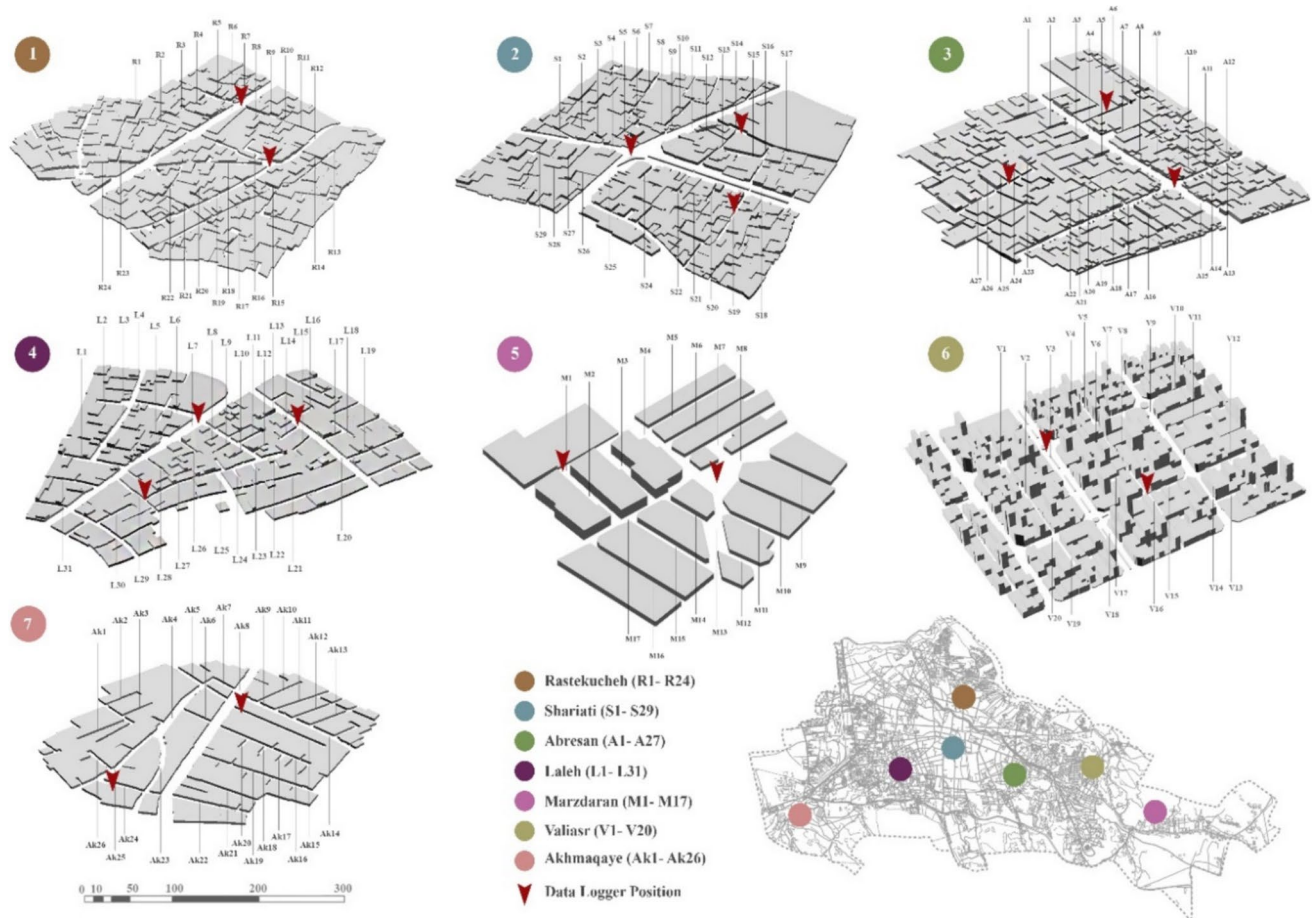 1
R1
R2
R3
R4
R5
R6
R7
R8
R9
R10
R11
R12
R13
R14
R15
R16
R17
R18
R19
R20
R21
R22
R23
R24
2
S1
S2
S3
S4
S5
S6
S7
S8
S9
S10
S11
S12
S13
S14
S15
S16
S17
S18
S19
S20
S21
S22
S24
S25
S26
S27
S28
S29
3
A1
A2
A3
A4
A5
A6
A7
A8
A9
A10
A11
A12
A13
A14
A15
A16
A17
A18
A19
A20
A21
A22
A23
A24
A25
A26
A27
4
L1
L2
L3
L4
L5
L6
L7
L8
L9
L10
L11
L12
L13
L14
L15
L16
L17
L18
L19
L20
L21
L22
L23
L24
L25
L26
L27
L28
L29
L30
L31
5
M1
M2
M3
M4
M5
M6
M7
M8
M9
M10
M11
M12
M13
M14
M15
M16
M17
6
V1
V2
V3
V4
V5
V6
V7
V8
V9
V10
V11
V12
V13
V14
V15
V16
V17
V18
V19
V20
7
Ak1
Ak2
Ak3
Ak4
Ak5
Ak6
Ak7
Ak8
Ak9
Ak10
Ak11
Ak12
Ak13
Ak14
Ak15
Ak16
Ak17
Ak18
Ak19
Ak20
Ak21
Ak22
Ak23
Ak24
Ak25
Ak26
0 10 50 100 200 300
Rastekucheh (R1- R24)
Shariati (S1- S29)
Abresan (A1- A27)
Laleh (L1- L31)
Marzdaran (M1- M17)
Valiasr (V1- V20)
Akhmaqaye (Ak1- Ak26)
Data Logger Position